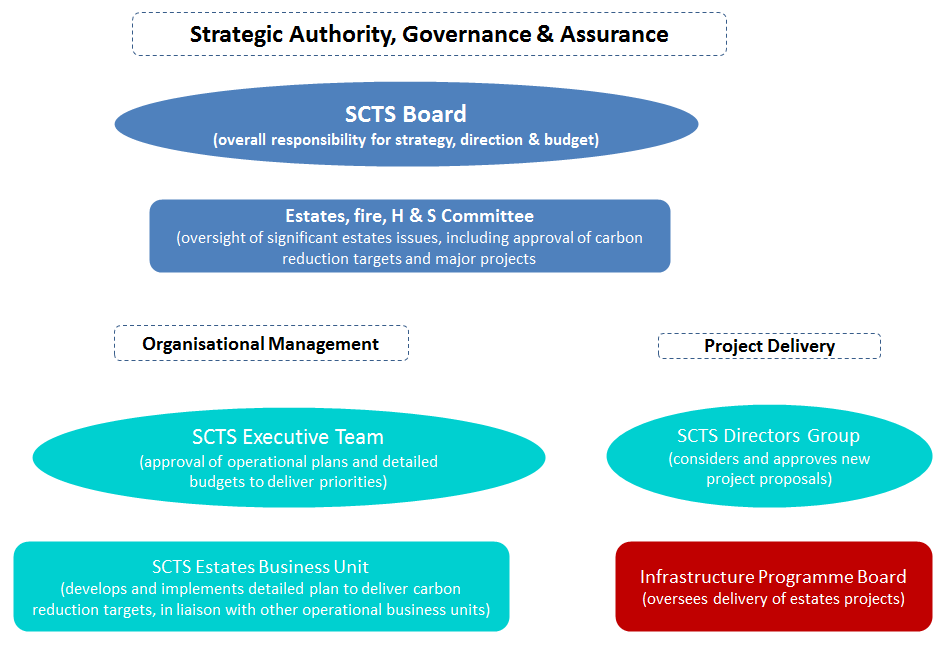 Strategic Authority, Governance & Assurance
SCTS Board
(overall responsibility for strategy, direction & budget)
Estates, fire, H & S Committee
(oversight of significant estates issues, including approval of carbon
reduction targets and major projects
Organisational Management
Project Delivery
SCTS Executive Team
(approval of operational plans and detailed
budgets to deliver priorities)
SCTS Directors Group
(considers and approves new
project proposals)
SCTS Estates Business Unit
(develops and implements detailed plan to deliver carbon
reduction targets, in liaison with other operational business units)
Infrastructure Programme Board
(oversees delivery of estates projects)